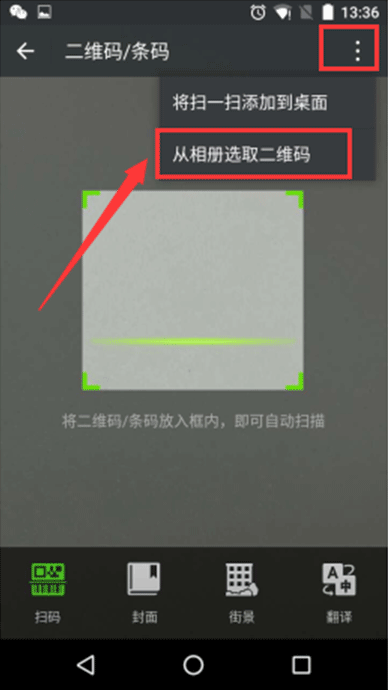 13:36
二维码/条码
将扫一扫添加到桌面
从相册选取二维码
将二维码/条码放入框内，即可自动扫描
扫码
封面
街景
翻译
A
中